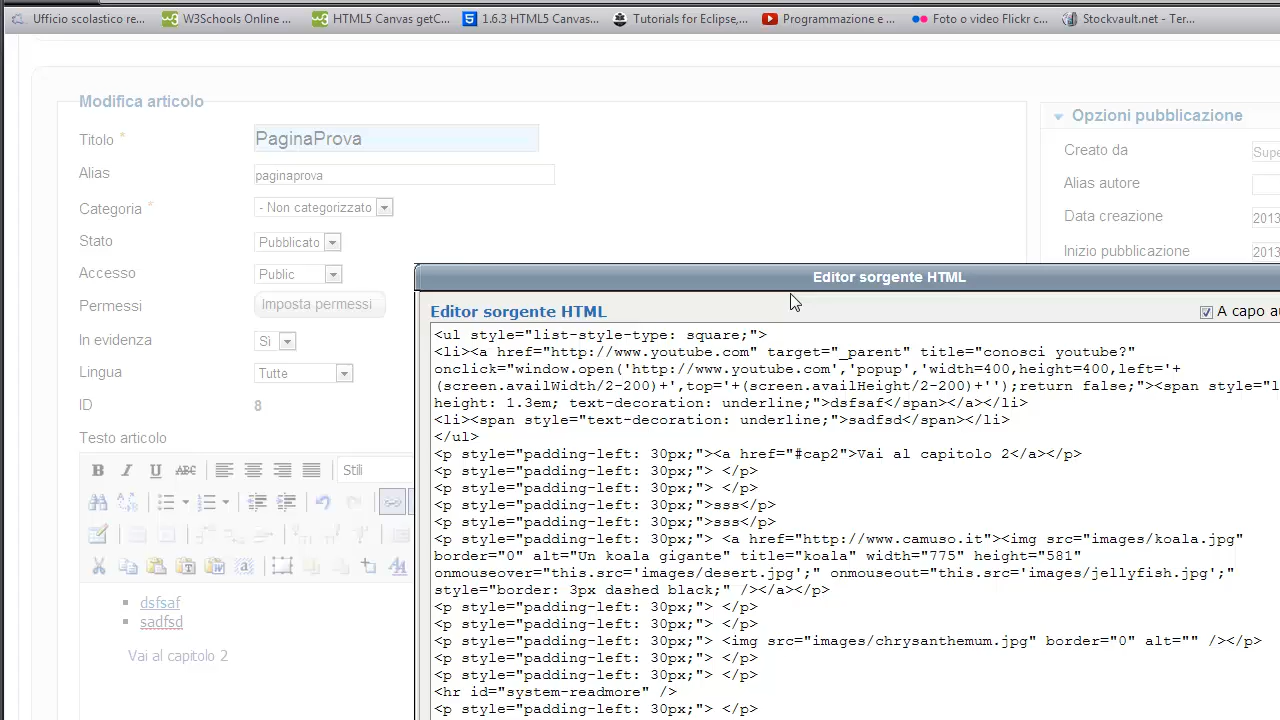 Ufficio scolastico re... W3Schools Online ... HTML5 Canvas getC... 1.6.3 HTML5 Canvas... Tutorials for Eclipse,... Programmazione e ... Foto o video Flickr c... Stockvault.net - Ter...
Modifica articolo
Titolo *
PaginaProva
Alias
paginaprova
Categoria *
- Non categorizzato
Stato
Pubblicato
Accesso
Public
Permessi
Imposta permessi
In evidenza
Sì
Lingua
Tutte
ID
8
Testo articolo
B I U ABC
Stili
dsfsaf
sadfsd
Vai al capitolo 2
Opzioni pubblicazione
Creato da
Supe
Alias autore
Data creazione
2013
Inizio pubblicazione
2013
Editor sorgente HTML
Editor sorgente HTML
A capo au
<ul style="list-style-type: square;">
<li><a href="http://www.youtube.com" target="_parent" title="conosci youtube?"
onclick="window.open('http://www.youtube.com','popup','width=400,height=400,left='+
(screen.availWidth/2-200)+',top='+(screen.availHeight/2-200)+'');return false;"><span style="l
height: 1.3em; text-decoration: underline;">dsfsaf</span></a></li>
<li><span style="text-decoration: underline;">sadfsd</span></li>
</ul>
<p style="padding-left: 30px;"><a href="#cap2">Vai al capitolo 2</a></p>
<p style="padding-left: 30px;"> </p>
<p style="padding-left: 30px;"> </p>
<p style="padding-left: 30px;">sss</p>
<p style="padding-left: 30px;">sss</p>
<p style="padding-left: 30px;"> <a href="http://www.camuso.it"><img src="images/koala.jpg"
border="0" alt="Un koala gigante" title="koala" width="775" height="581"
onmouseover="this.src='images/desert.jpg';" onmouseout="this.src='images/jellyfish.jpg';"
style="border: 3px dashed black;" /></a></p>
<p style="padding-left: 30px;"> </p>
<p style="padding-left: 30px;"> </p>
<p style="padding-left: 30px;"> <img src="images/chrysanthemum.jpg" border="0" alt="" /></p>
<p style="padding-left: 30px;"> </p>
<p style="padding-left: 30px;"> </p>
<hr id="system-readmore" />
<p style="padding-left: 30px;"> </p>